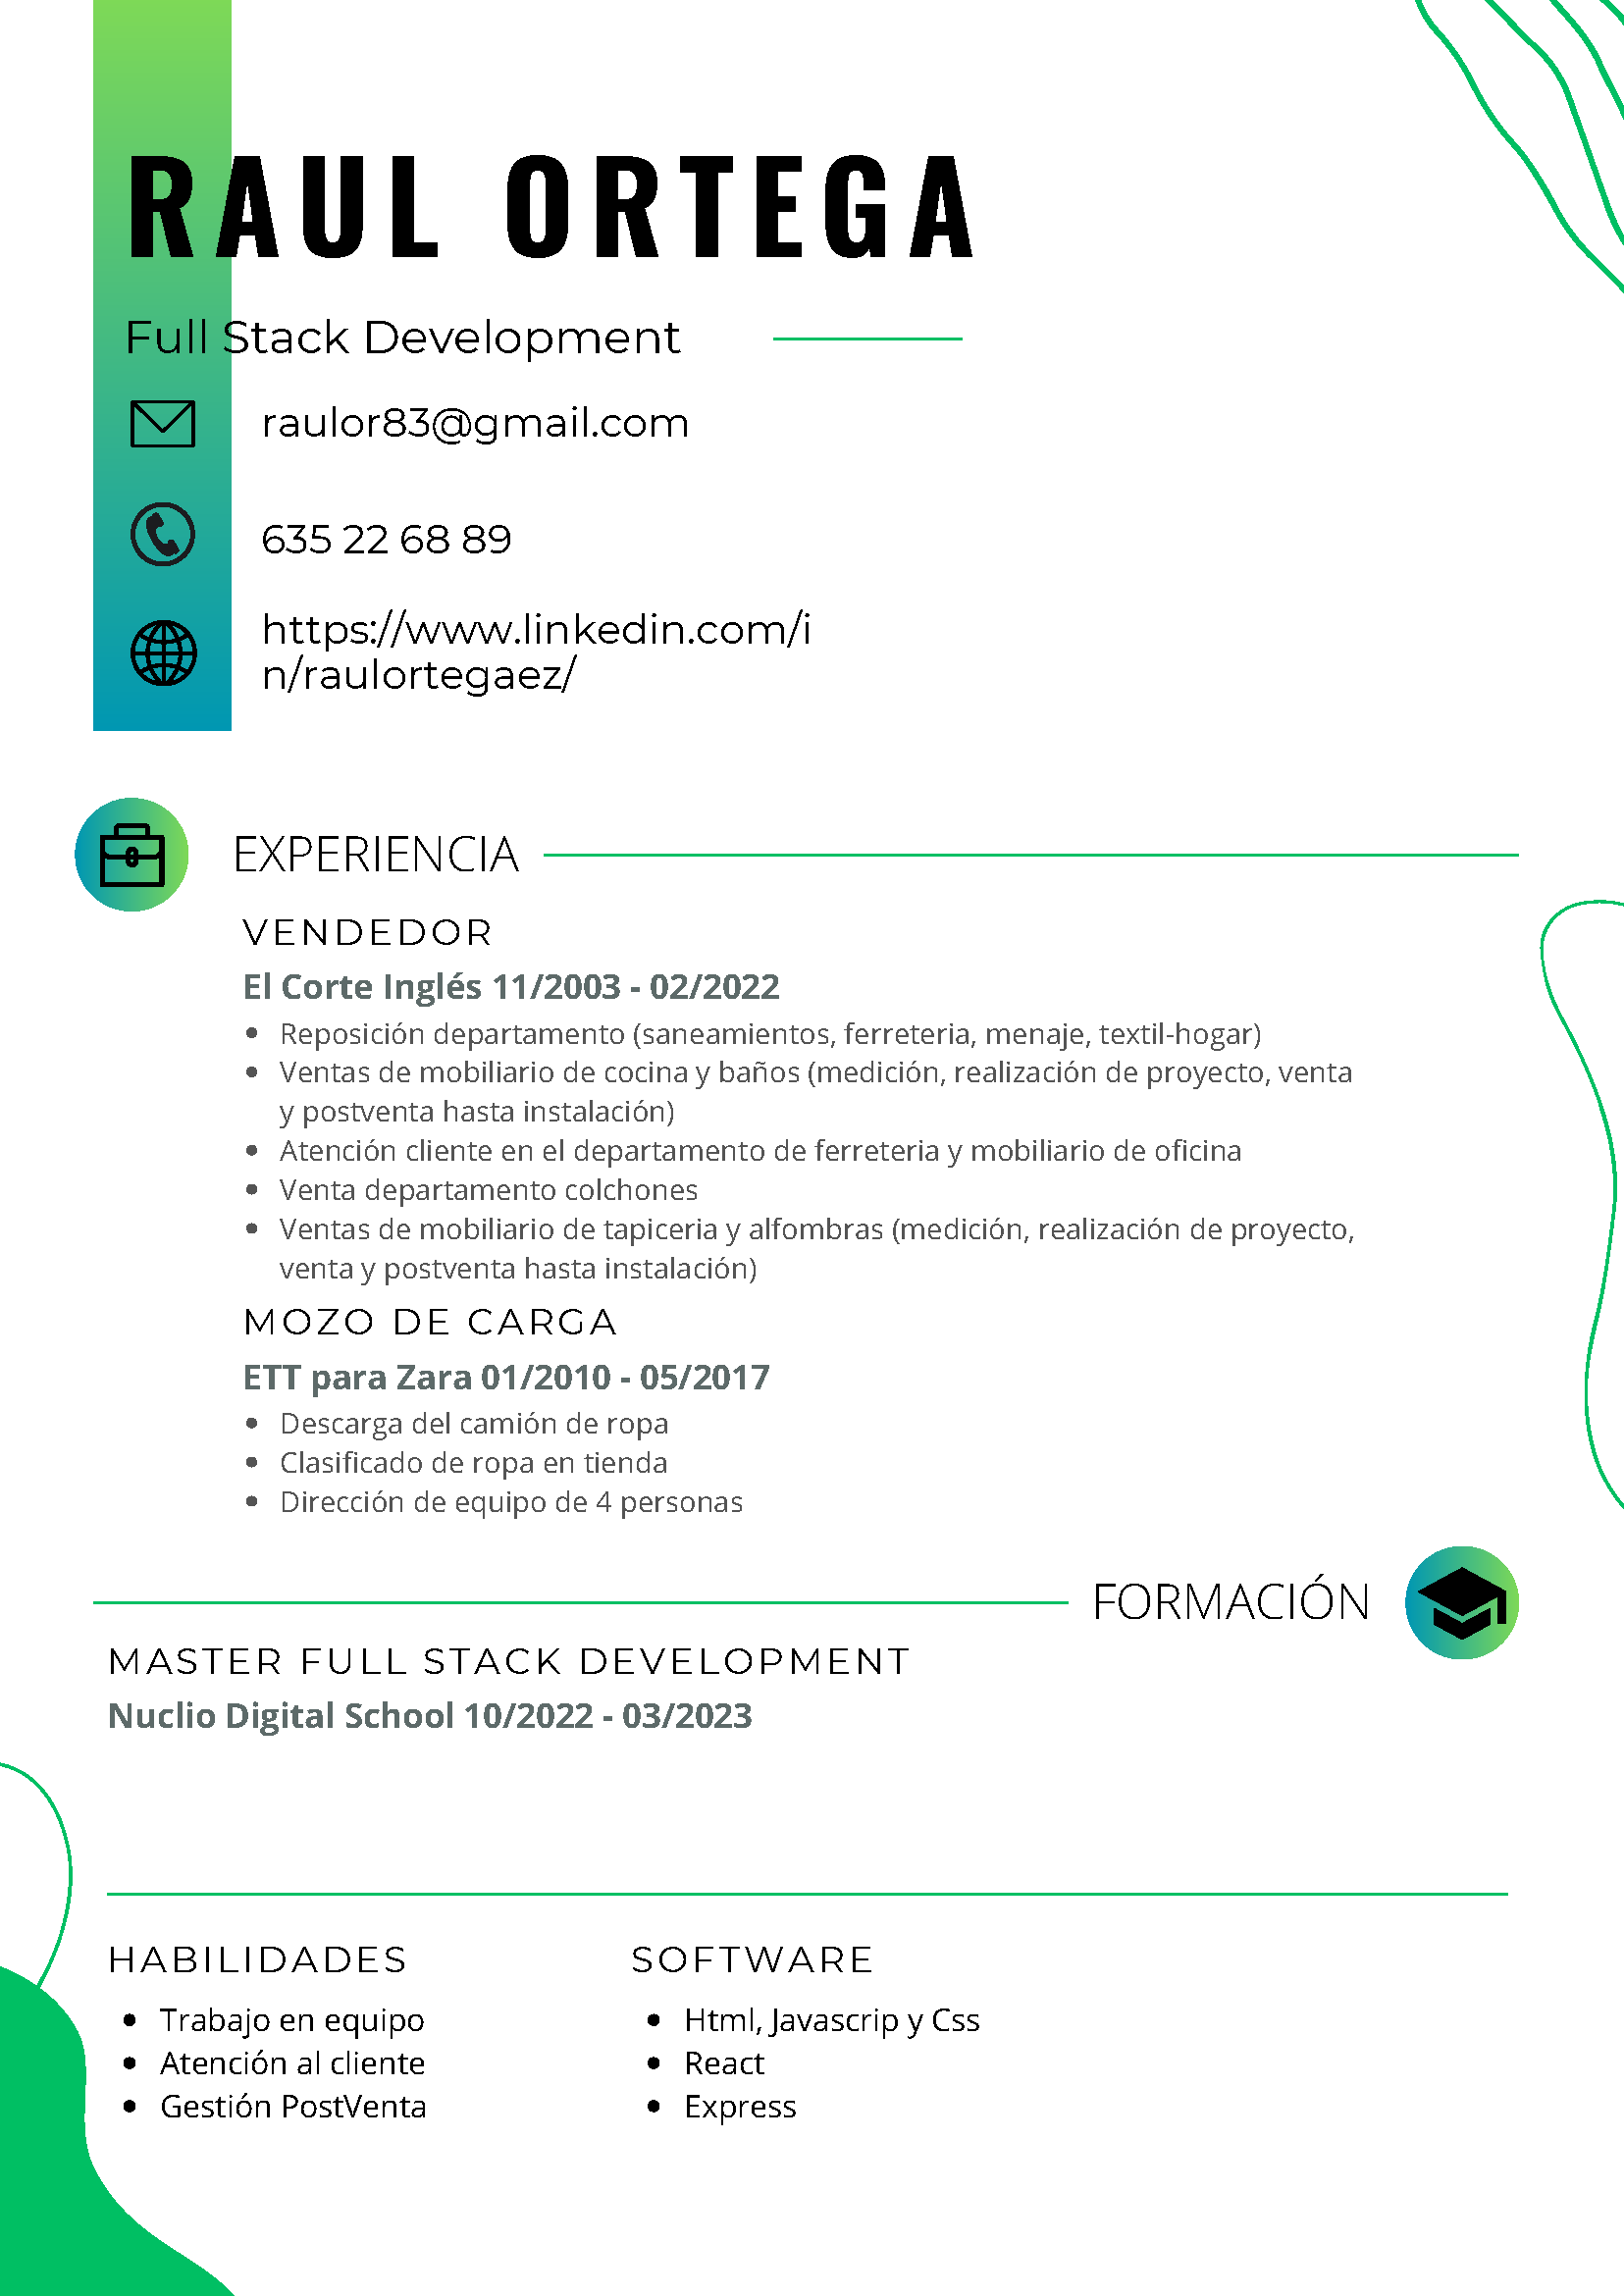 RAUL ORTEGA
Full Stack Development
raulor83@gmail.com
635 22 68 89
https://www.linkedin.com/i
n/raulortegaez/
EXPERIENCIA
VENDEDOR
El Corte Inglés 11/2003 - 02/2022
• Reposición departamento (saneamientos, ferreteria, menaje, textil-hogar)
• Ventas de mobiliario de cocina y baños (medición, realización de proyecto, venta
y postventa hasta instalación)
• Atención cliente en el departamento de ferreteria y mobiliario de oficina
• Venta departamento colchones
• Ventas de mobiliario de tapiceria y alfombras (medición, realización de proyecto,
venta y postventa hasta instalación)
MOZO DE CARGA
ETT para Zara 01/2010 - 05/2017
• Descarga del camión de ropa
• Clasificado de ropa en tienda
• Dirección de equipo de 4 personas
FORMACIÓN
MASTER FULL STACK DEVELOPMENT
Nuclio Digital School 10/2022 - 03/2023
HABILIDADES
• Trabajo en equipo
• Atención al cliente
• Gestión PostVenta
SOFTWARE
• Html, Javascrip y Css
• React
• Express